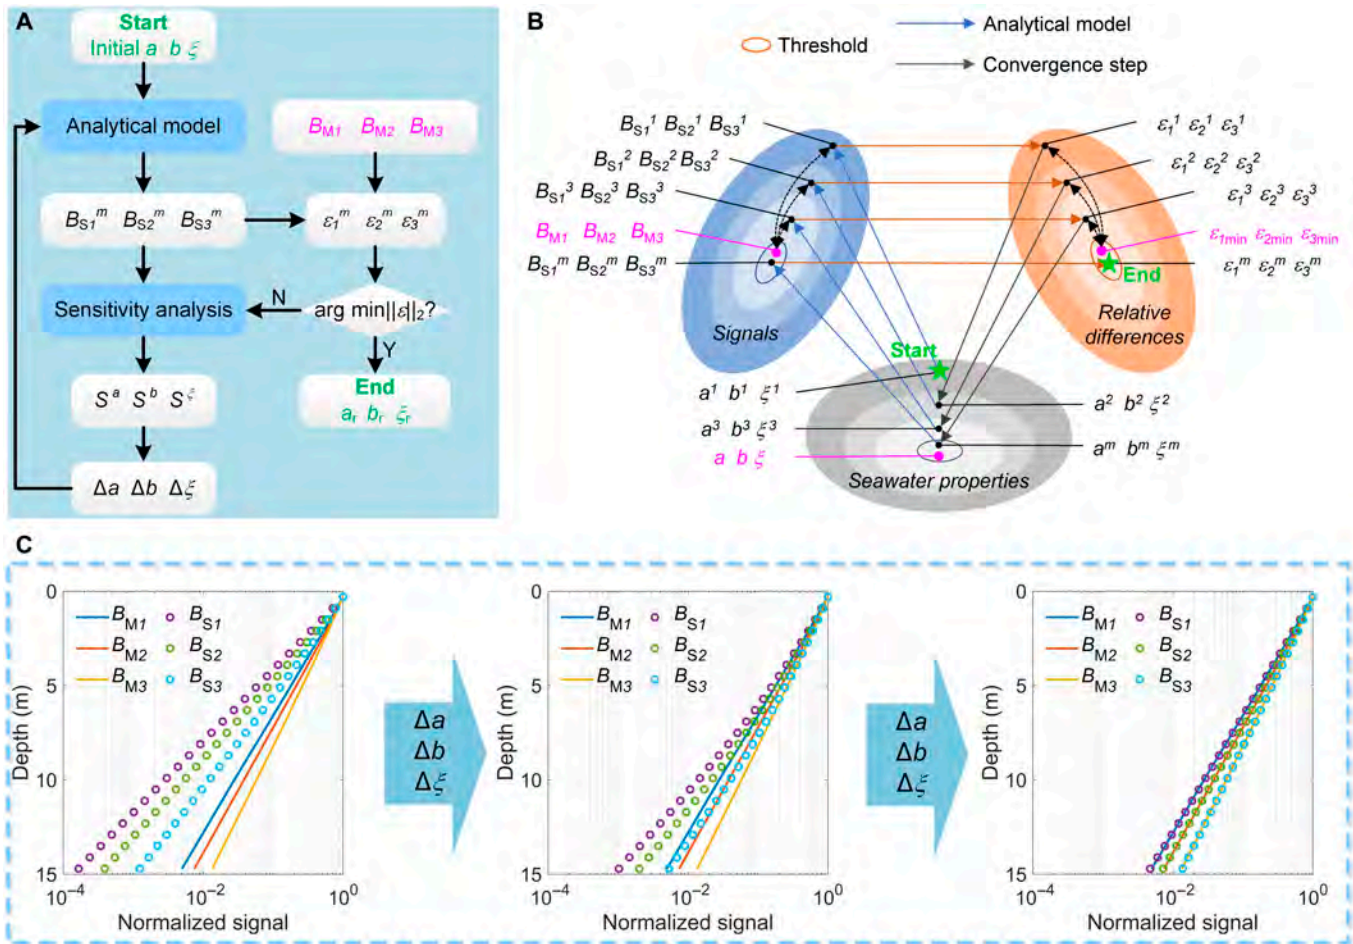 A
Start
Initial a b ξ
Analytical model
B_M1 B_M2 B_M3
B_S1^m B_S2^m B_S3^m
ε_1^m ε_2^m ε_3^m
Sensitivity analysis
N
arg min||ε||_2?
Y
S^a S^b S^ξ
End
a_r b_r ξ_r
Δa Δb Δξ
B
Threshold
Analytical model
Convergence step
B_S1^1 B_S2^1 B_S3^1
B_S1^2 B_S2^2 B_S3^2
B_S1^3 B_S2^3 B_S3^3
B_M1 B_M2 B_M3
B_S1^m B_S2^m B_S3^m
Signals
ε_1^1 ε_2^1 ε_3^1
ε_1^2 ε_2^2 ε_3^2
ε_1^3 ε_2^3 ε_3^3
ε_1min ε_2min ε_3min
ε_1^m ε_2^m ε_3^m
End
Relative
differences
Start
a^1 b^1 ξ^1
a^3 b^3 ξ^3
a b ξ
a^2 b^2 ξ^2
a^m b^m ξ^m
Seawater properties
C
0
5
10
15
Depth (m)
B_M1 B_S1
B_M2 B_S2
B_M3 B_S3
10^−4 10^−2 10^0
Normalized signal
Δa
Δb
Δξ
0
5
10
15
Depth (m)
B_M1 B_S1
B_M2 B_S2
B_M3 B_S3
10^−4 10^−2 10^0
Normalized signal
Δa
Δb
Δξ
0
5
10
15
Depth (m)
B_M1 B_S1
B_M2 B_S2
B_M3 B_S3
10^−4 10^−2 10^0
Normalized signal